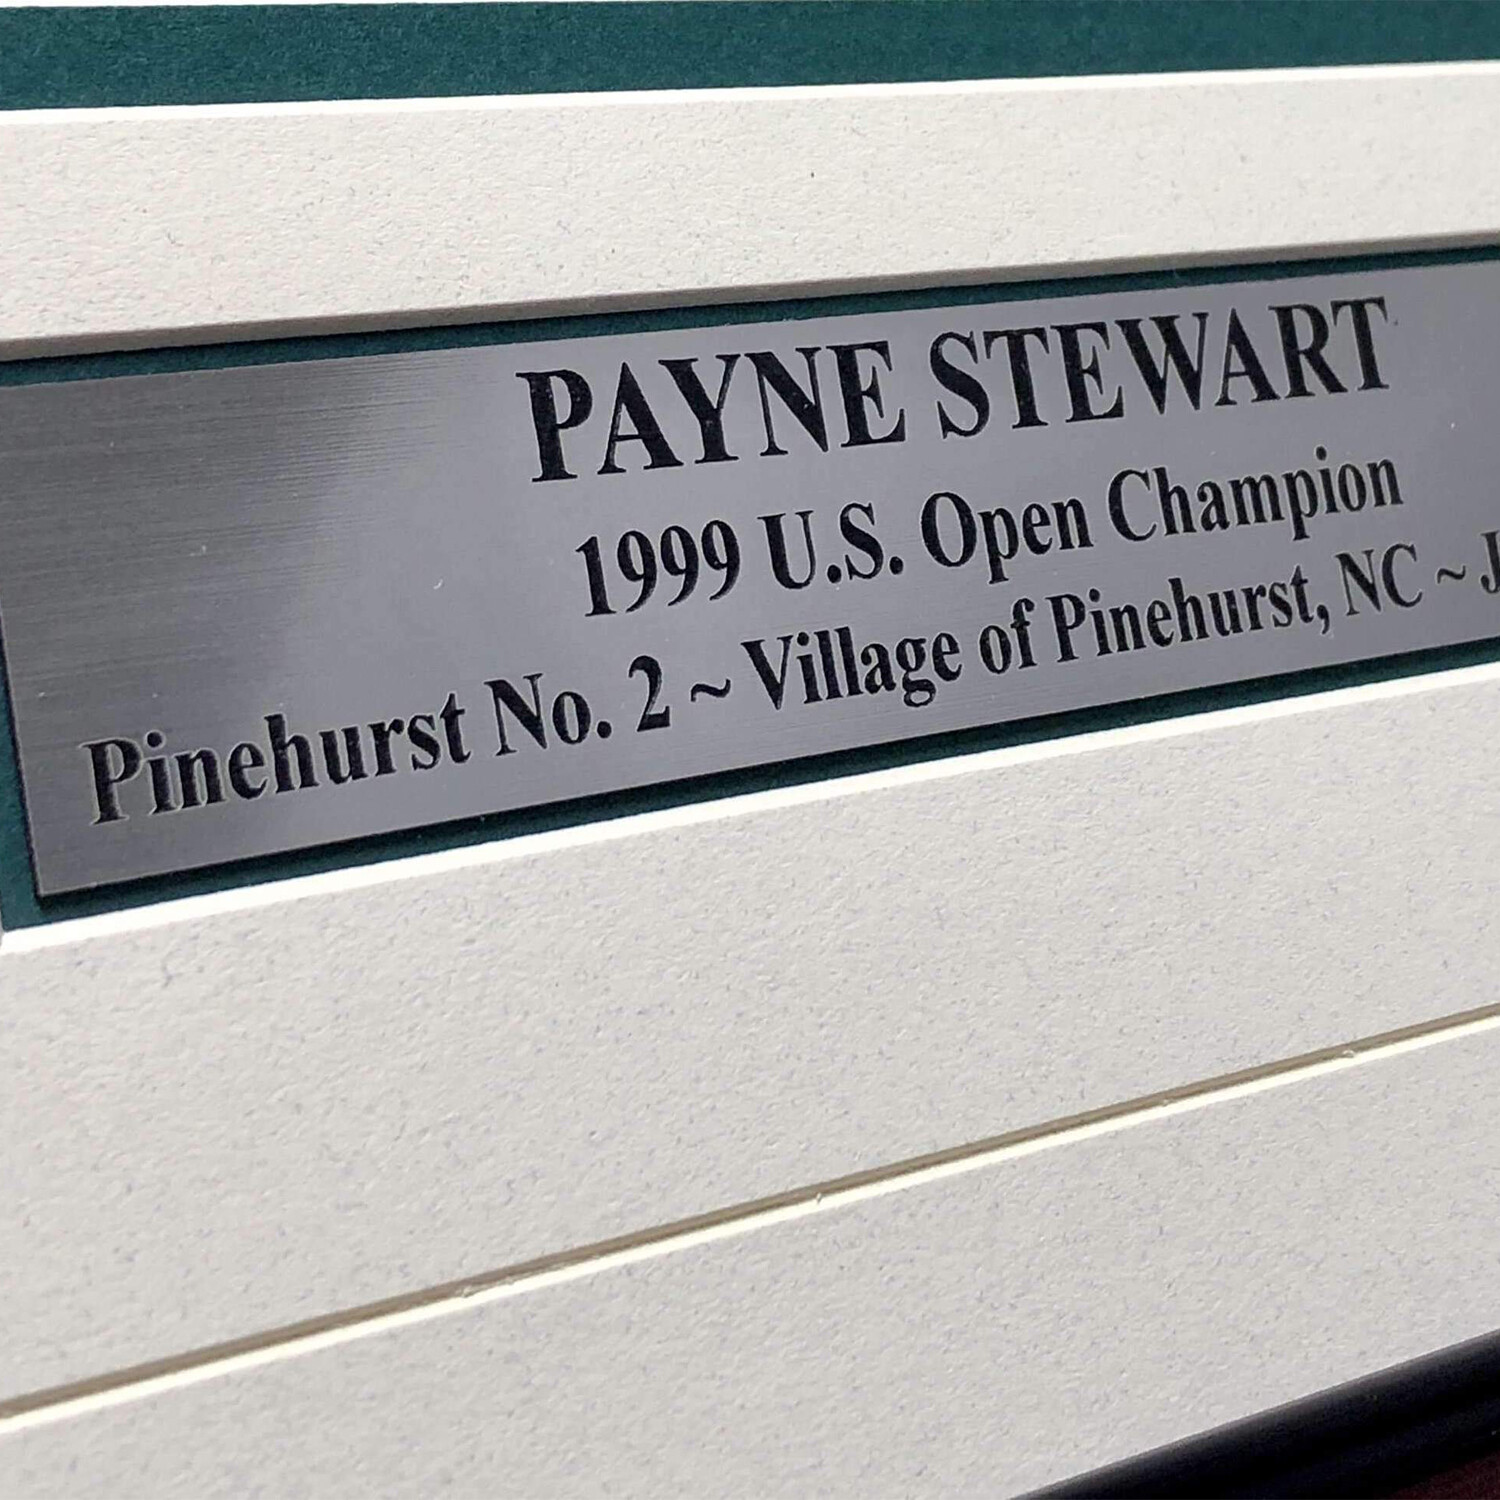 PAYNE STEWART
1999 U.S. Open Champion
Pinehurst No. 2 ~ Village of Pinehurst, NC ~ J